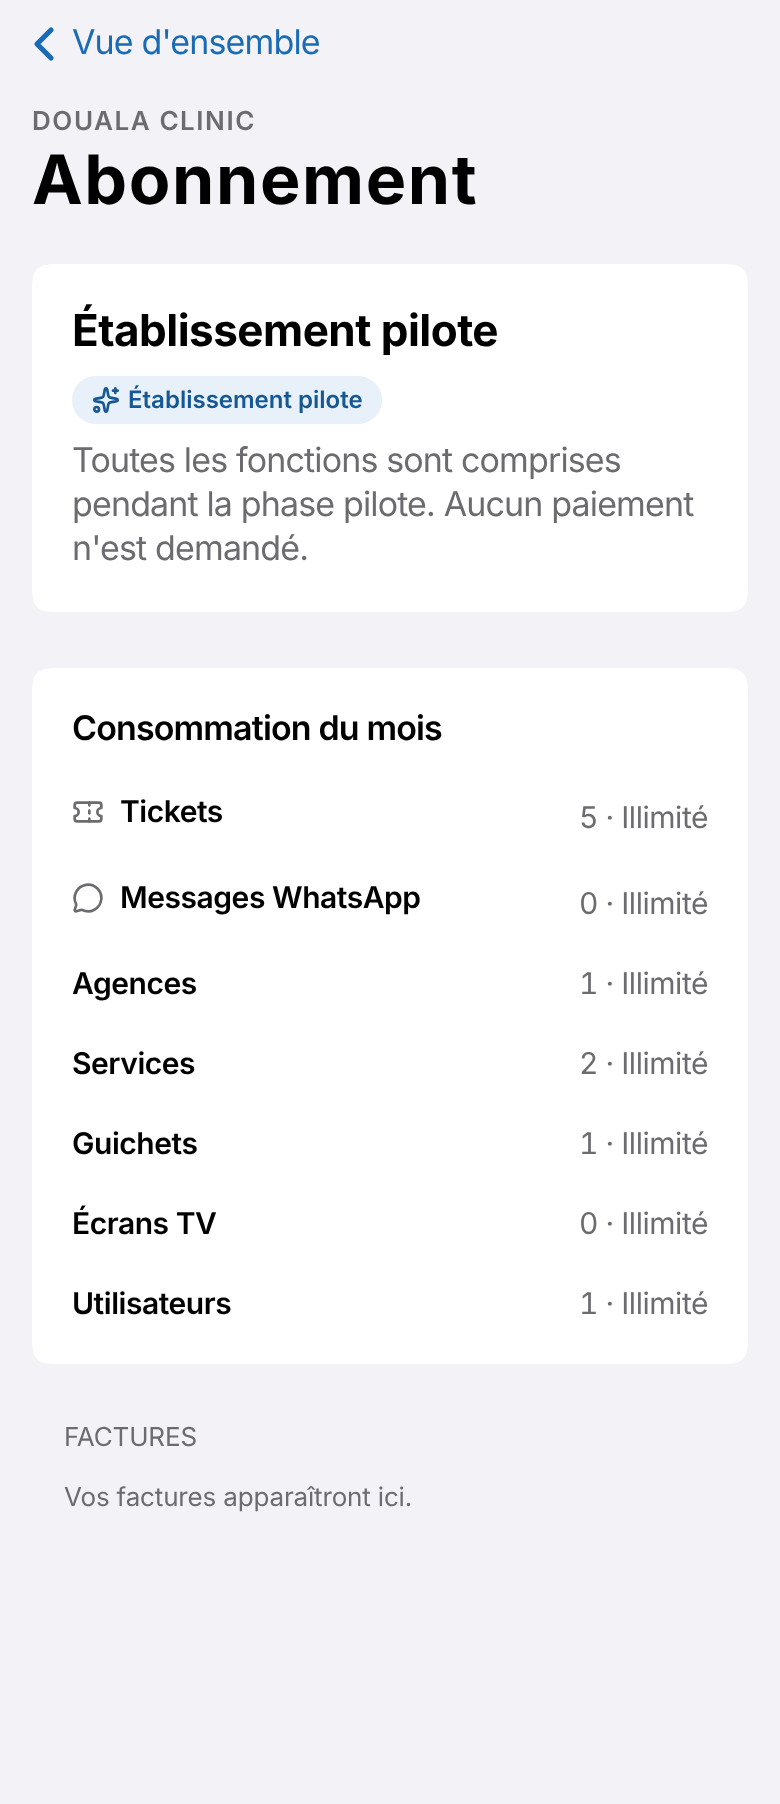 Vue d'ensemble
DOUALA CLINIC
Abonnement
Établissement pilote
Établissement pilote
Toutes les fonctions sont comprises
pendant la phase pilote. Aucun paiement
n'est demandé.
Consommation du mois
Tickets 5 · Illimité
Messages WhatsApp 0 · Illimité
Agences 1 · Illimité
Services 2 · Illimité
Guichets 1 · Illimité
Écrans TV 0 · Illimité
Utilisateurs 1 · Illimité
FACTURES
Vos factures apparaîtront ici.